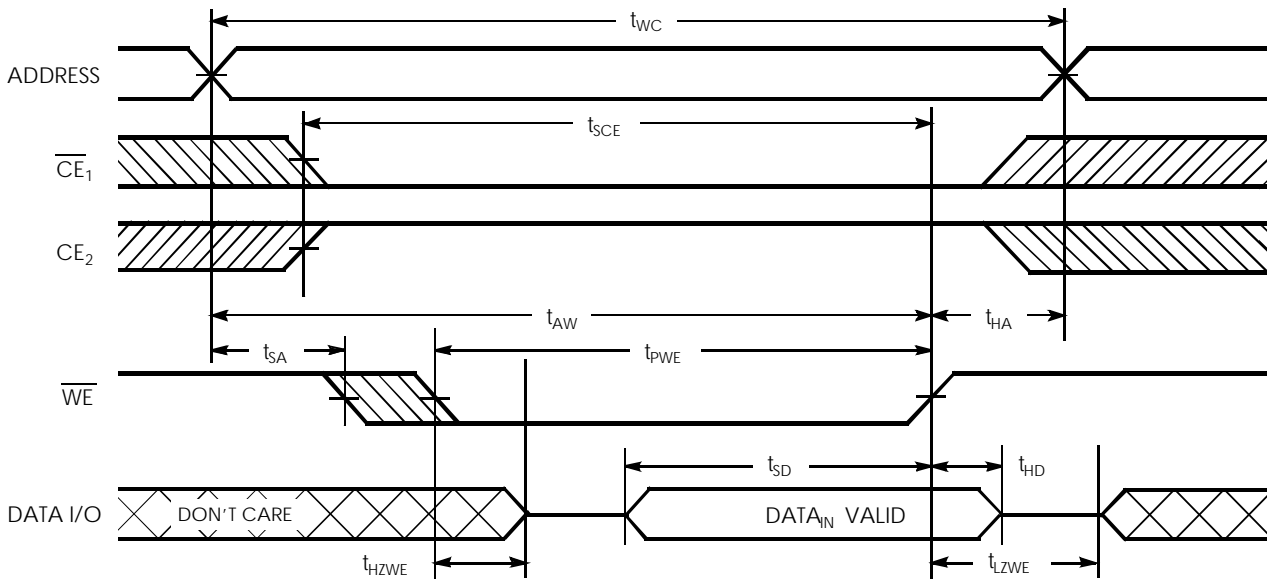 tWC
ADDRESS
tSCE
CE1
CE2
tAW
tHA
tSA
tPWE
WE
tSD
tHD
DATA I/O
DON'T CARE
DATAIN VALID
tHZWE
tLZWE